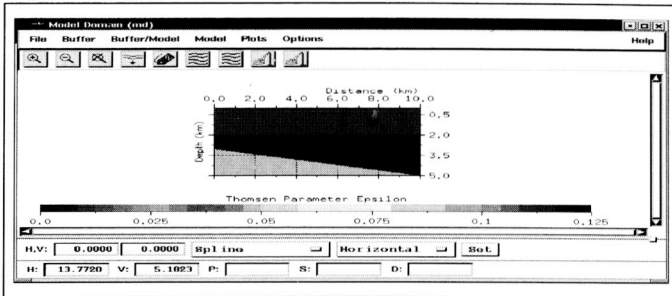 Model Domain (md)
File Buffer Buffer/Model Model Plots Options Help
Distance (km)
0.0 2.0 4.0 6.0 8.0 10.0
0.5
2.0
Depth (km)
3.5
5.0
Thomsen Parameter Epsilon
0.0 0.025 0.05 0.075 0.1 0.125
H,V: 0.0000 0.0000 Spline Horizontal Set
H: 13.7720 V: 5.1823 P: S: D: